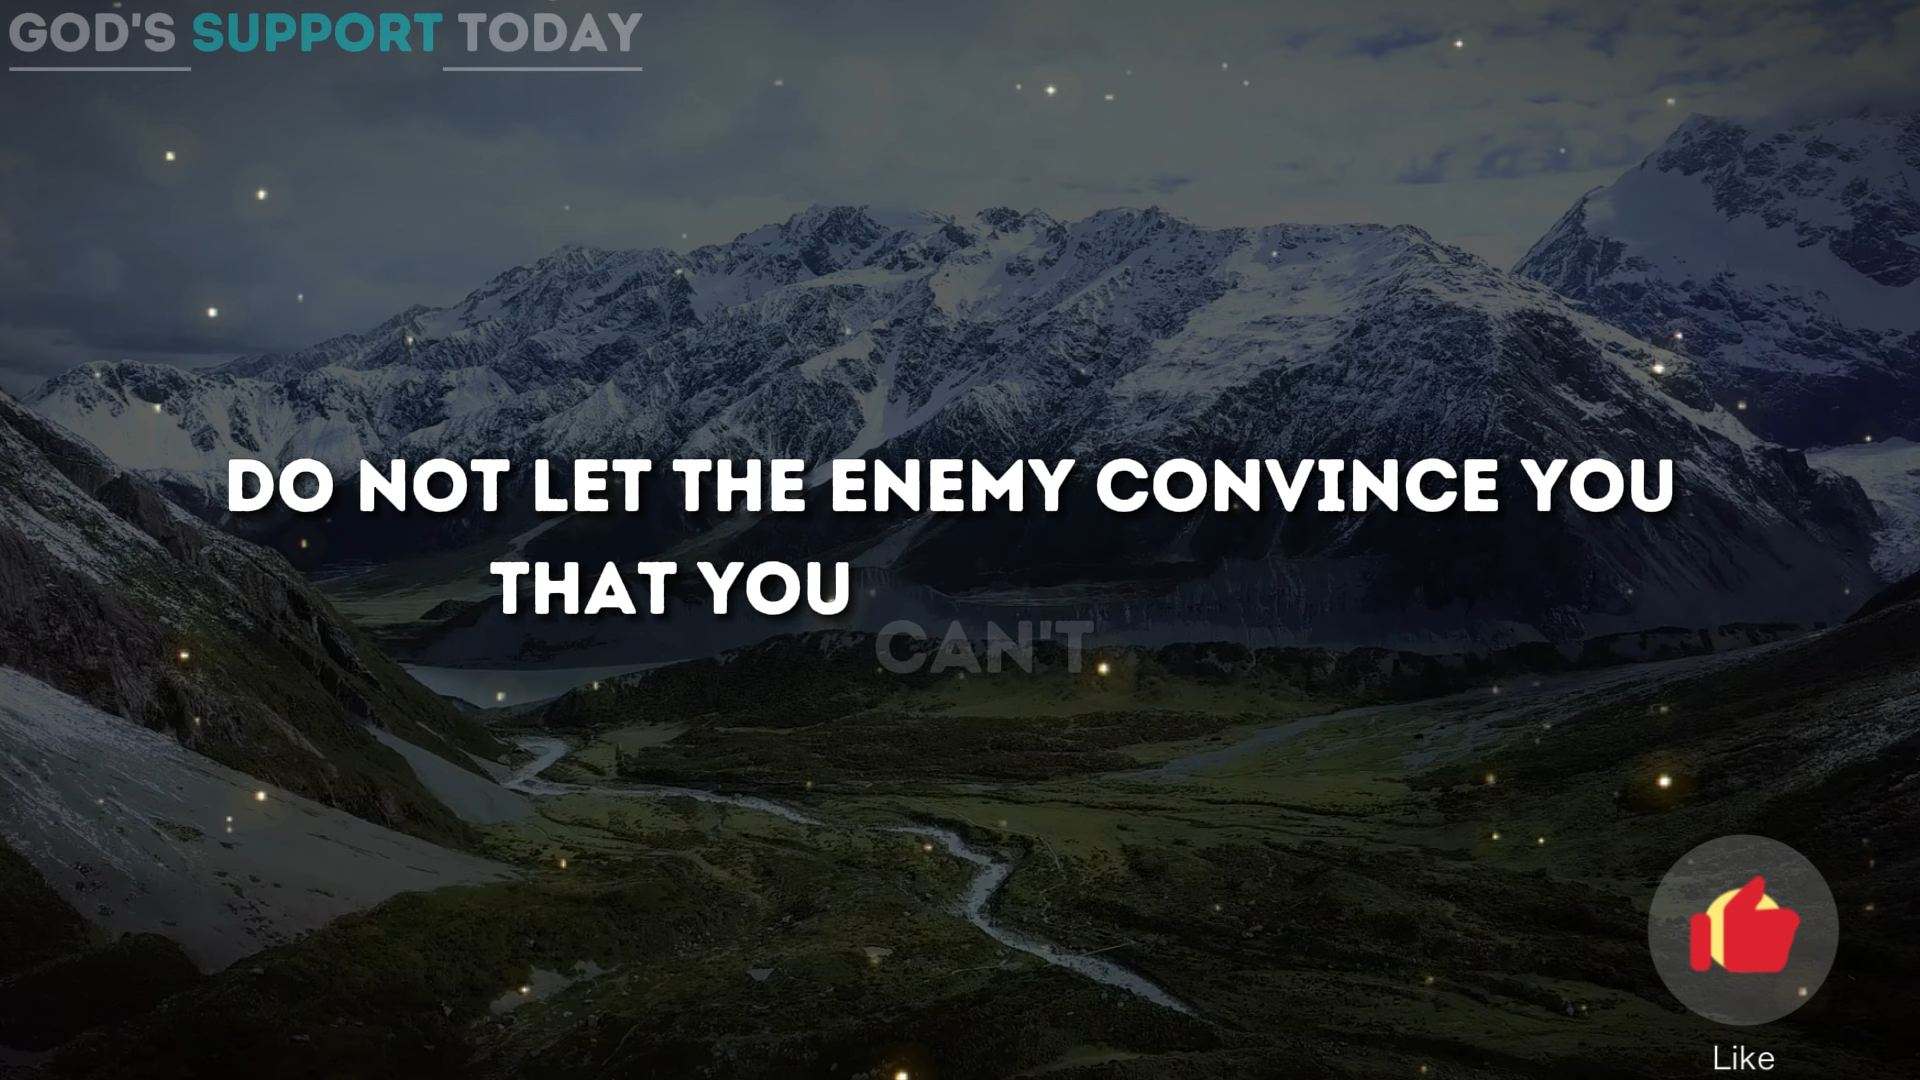 GOD'S SUPPORT TODAY
DO NOT LET THE ENEMY CONVINCE YOU
THAT YOU
CAN'T
Like